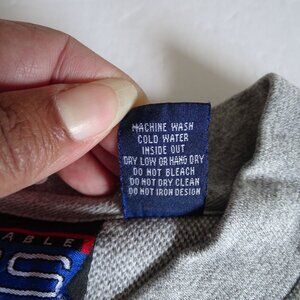 MACHINE WASH
COLD WATER
INSIDE OUT
DRY LOW OR HANG DRY
DO NOT BLEACH
DO NOT DRY CLEAN
DO NOT IRON DESIGN
ABLE